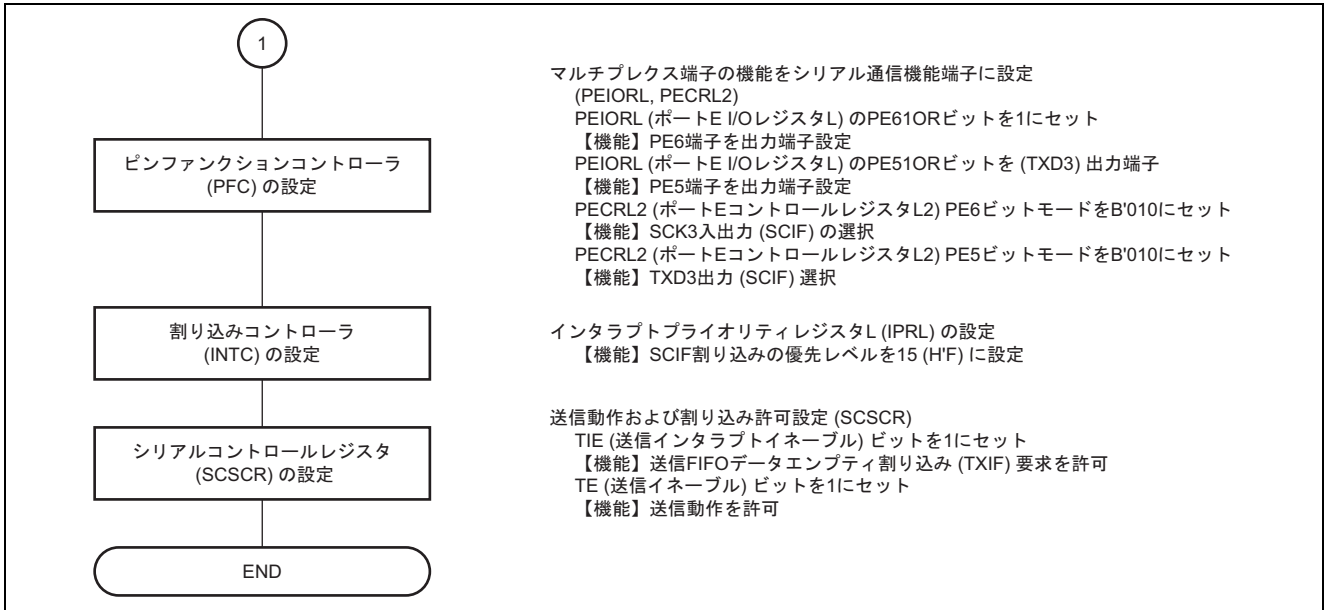 1
マルチプレクス端子の機能をシリアル通信機能端子に設定
(PEIORL, PECRL2)
PEIORL (ポートE I/OレジスタL) のPE61ORビットを1にセット
【機能】PE6端子を出力端子設定
PEIORL (ポートE I/OレジスタL) のPE51ORビットを (TXD3) 出力端子
【機能】PE5端子を出力端子設定
PECRL2 (ポートEコントロールレジスタL2) PE6ビットモードをB'010にセット
【機能】SCK3入出力 (SCIF) の選択
PECRL2 (ポートEコントロールレジスタL2) PE5ビットモードをB'010にセット
【機能】TXD3出力 (SCIF) 選択
ピンファンクションコントローラ
(PFC) の設定
割り込みコントローラ
(INTC) の設定
インタラプトプライオリティレジスタL (IPRL) の設定
【機能】SCIF割り込みの優先レベルを15 (H'F) に設定
シリアルコントロールレジスタ
(SCSCR) の設定
送信動作および割り込み許可設定 (SCSCR)
TIE (送信インタラプトイネーブル) ビットを1にセット
【機能】送信FIFOデータエンプティ割り込み (TXIF) 要求を許可
TE (送信イネーブル) ビットを1にセット
【機能】送信動作を許可
END